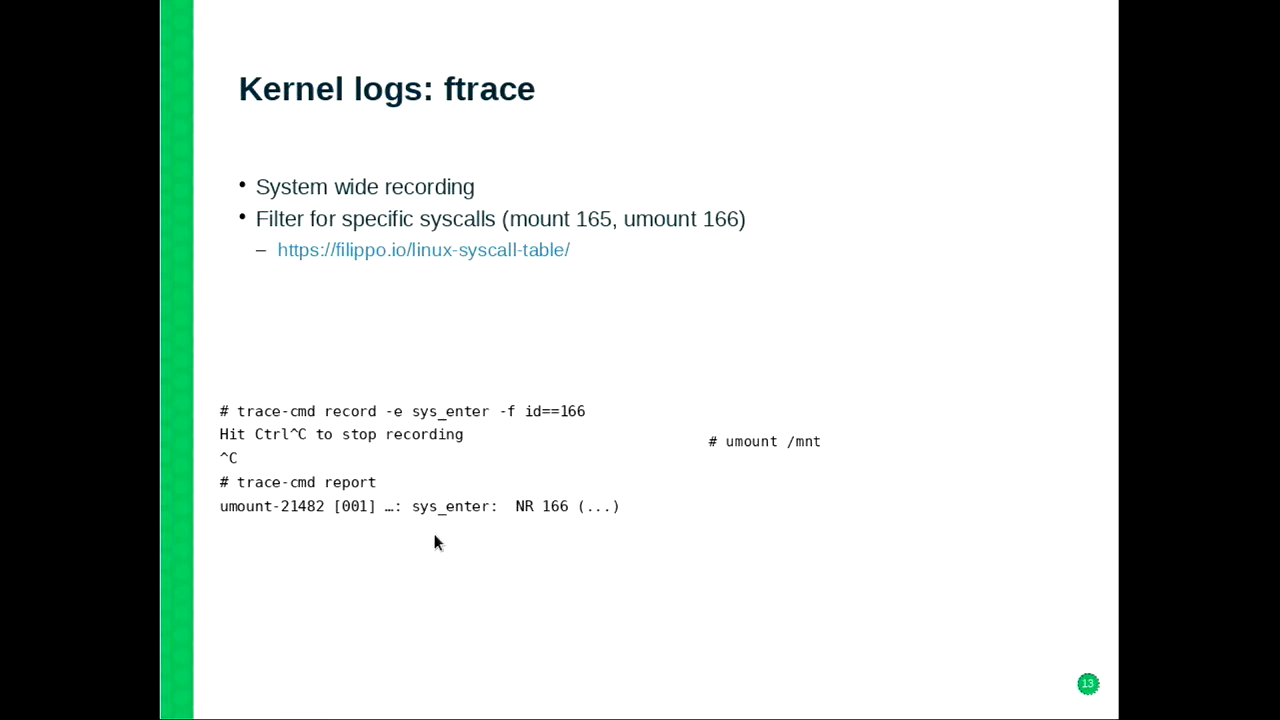 Kernel logs: ftrace
• System wide recording
• Filter for specific syscalls (mount 165, umount 166)
– https://filippo.io/linux-syscall-table/
# trace-cmd record -e sys_enter -f id==166
Hit Ctrl^C to stop recording
^C
# trace-cmd report
umount-21482 [001] …: sys_enter:  NR 166 (...)
# umount /mnt
13